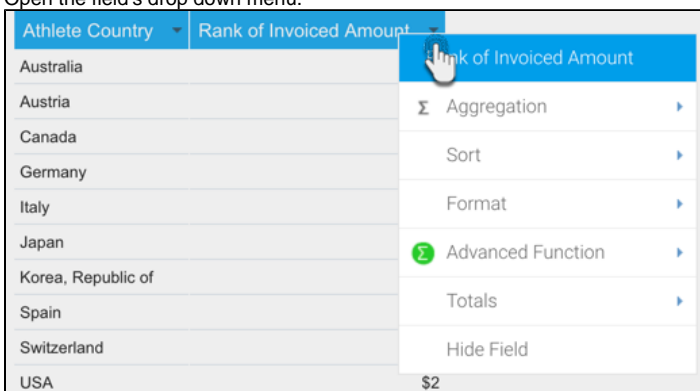 Open the field's drop down menu.
Athlete Country Rank of Invoiced Amount
Australia nk of Invoiced Amount
Austria Σ Aggregation
Canada
Sort
Germany
Italy Format
Japan Σ Advanced Function
Korea, Republic of
Spain Totals
Switzerland Hide Field
USA $2